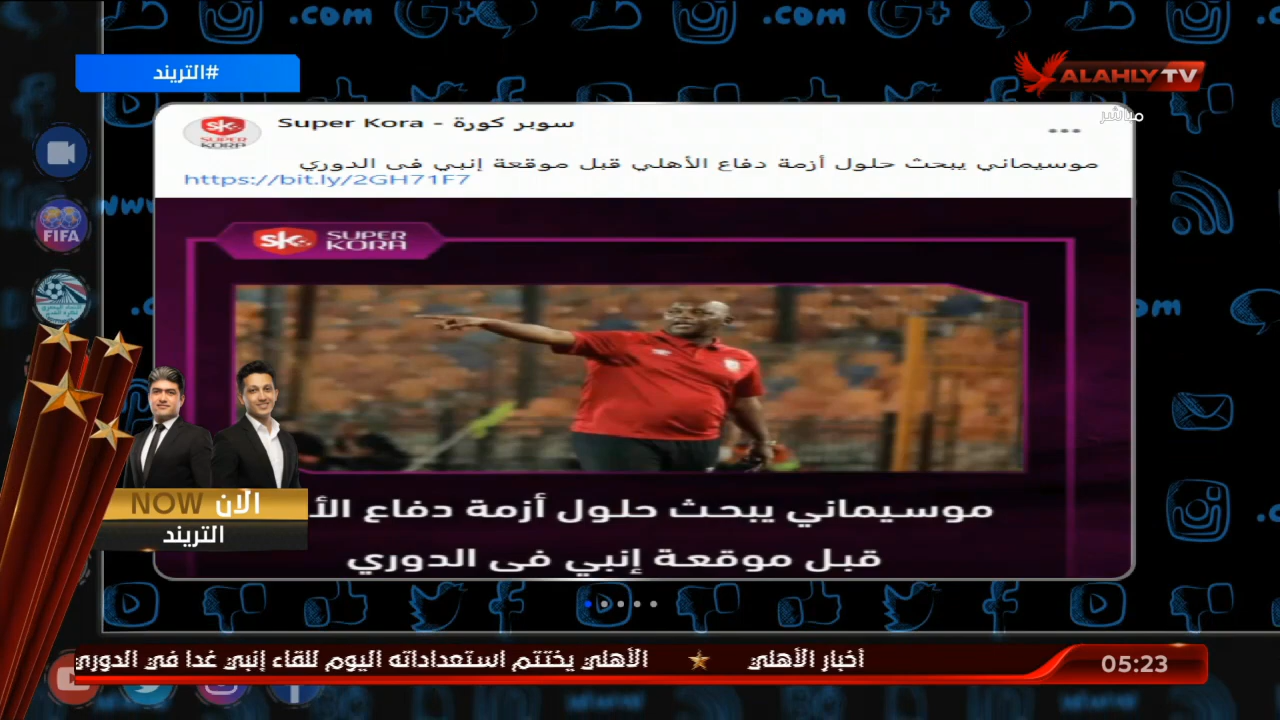 #التريند
ALAHLY TV
مباشر
سوبر كورة - Super Kora
موسيماني يبحث حلول أزمة دفاع الأهلي قبل موقعة إنبي فى الدوري
https://bit.ly/2GH71F7
SK SUPER KORA
FIFA
موسيماني يبحث حلول أزمة دفاع الأ
قبل موقعة إنبي فى الدوري
الآن NOW
التريند
أخبار الأهلي
الأهلي يختتم استعداداته اليوم للقاء إنبي غدا في الدوري
05:23